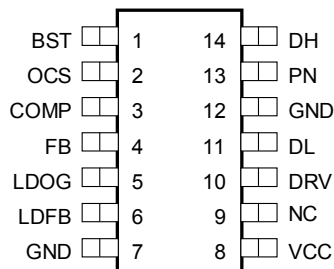 BST 1 14 DH
OCS 2 13 PN
COMP 3 12 GND
FB 4 11 DL
LDOG 5 10 DRV
LDFB 6 9 NC
GND 7 8 VCC